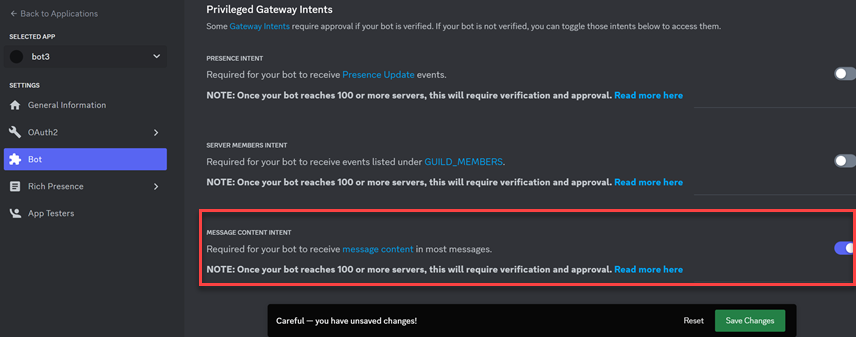 ← Back to Applications
SELECTED APP
bot3
SETTINGS
General Information
OAuth2
Bot
Rich Presence
App Testers
Privileged Gateway Intents
Some Gateway Intents require approval if your bot is verified. If your bot is not verified, you can toggle those intents below to access them.
PRESENCE INTENT
Required for your bot to receive Presence Update events.
NOTE: Once your bot reaches 100 or more servers, this will require verification and approval. Read more here
SERVER MEMBERS INTENT
Required for your bot to receive events listed under GUILD_MEMBERS.
NOTE: Once your bot reaches 100 or more servers, this will require verification and approval. Read more here
MESSAGE CONTENT INTENT
Required for your bot to receive message content in most messages.
NOTE: Once your bot reaches 100 or more servers, this will require verification and approval. Read more here
Careful — you have unsaved changes!
Reset
Save Changes